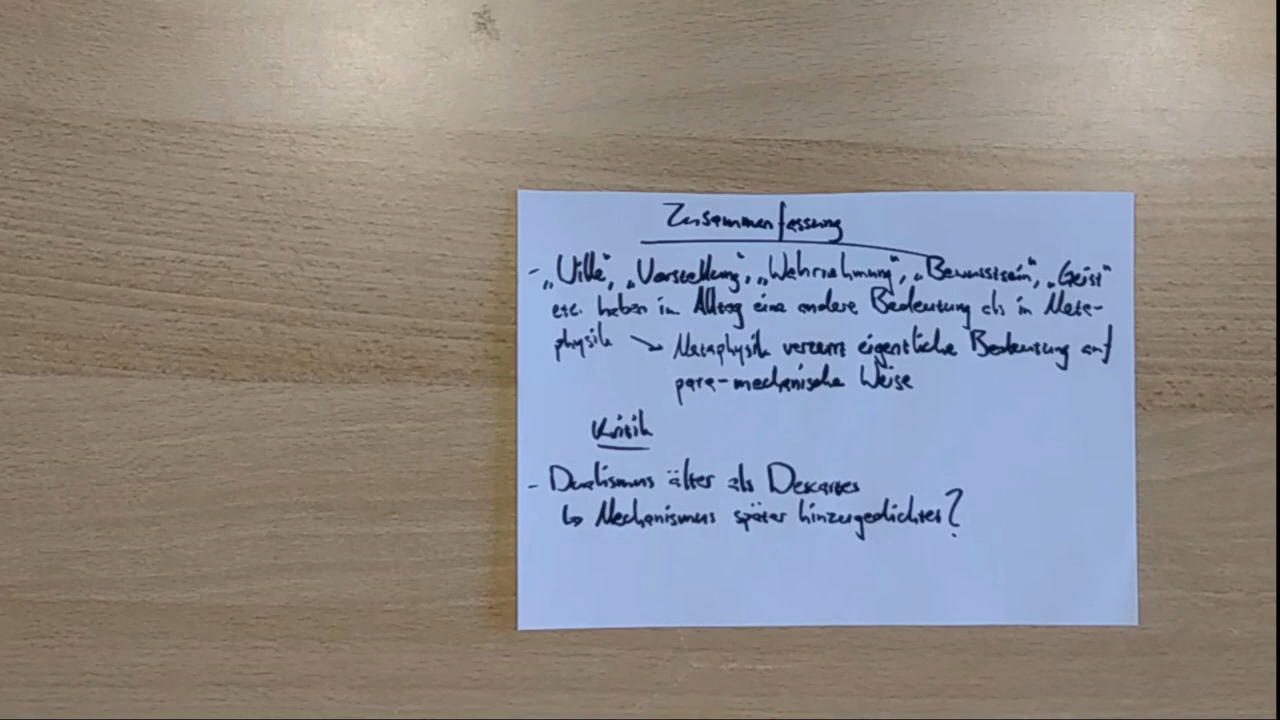 Zusammenfassung
- „Wille", „Vorstellung", „Wahrnehmung", „Bewusstsein", „Geist"
etc. haben im Alltag eine andere Bedeutung als in Meta-
physik ↘ Metaphysik verzerrt eigentliche Bedeutung auf
para-mechanische Weise
Kritik
- Dualismus älter als Descartes
↳ Mechanismus später hinzugedichtet?